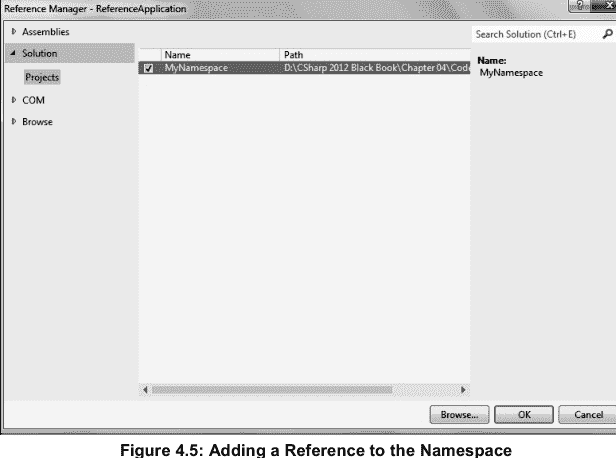 Reference Manager - ReferenceApplication
Assemblies
Solution
Projects
COM
Browse
Name Path
MyNamespace D:\CSharp 2012 Black Book\Chapter 04\Code
Search Solution (Ctrl+E)
Name:
MyNamespace
Browse... OK Cancel
Figure 4.5: Adding a Reference to the Namespace